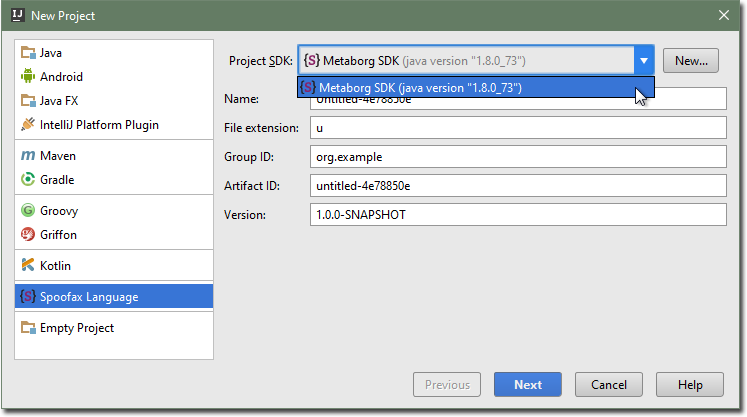 New Project
Java
Android
Java FX
IntelliJ Platform Plugin
Maven
Gradle
Groovy
Griffon
Kotlin
Spoofax Language
Empty Project
Project SDK: Metaborg SDK (java version "1.8.0_73") New...
Metaborg SDK (java version "1.8.0_73")
Name: Untitled-4e78850e
File extension: u
Group ID: org.example
Artifact ID: untitled-4e78850e
Version: 1.0.0-SNAPSHOT
Previous Next Cancel Help